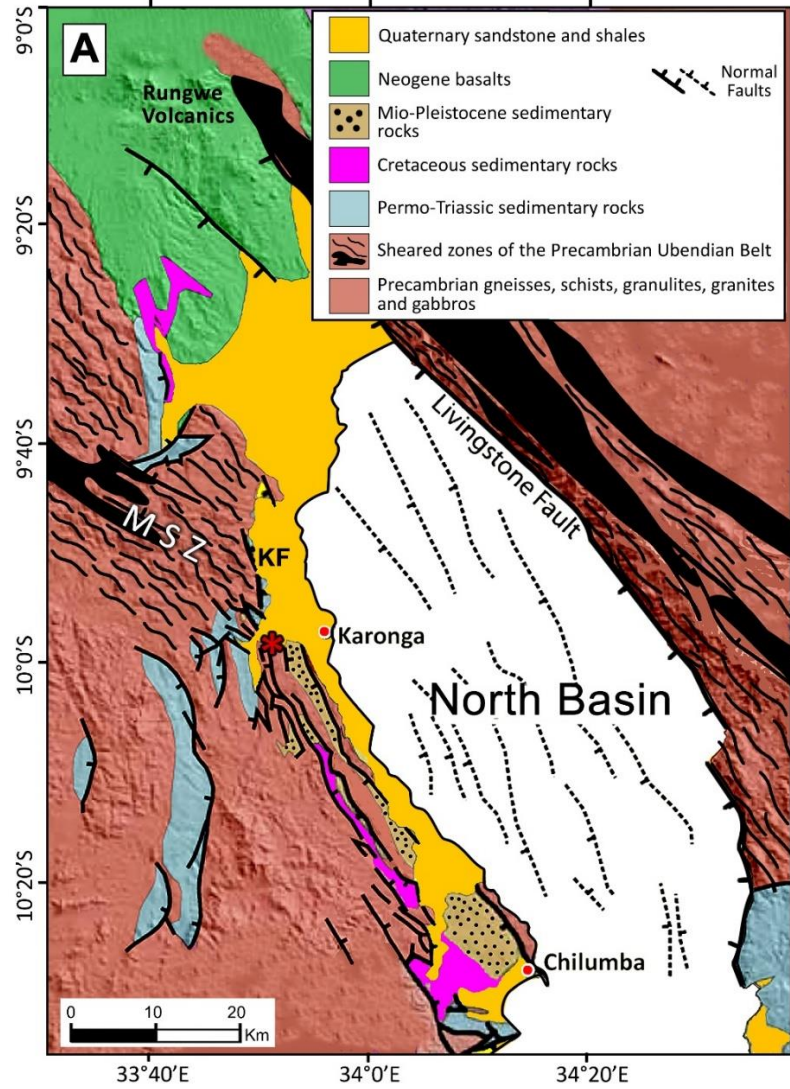 A
9°0'S
9°20'S
9°40'S
10°0'S
10°20'S
Rungwe
Volcanics
Quaternary sandstone and shales
Neogene basalts
Mio-Pleistocene sedimentary
rocks
Cretaceous sedimentary rocks
Permo-Triassic sedimentary rocks
Sheared zones of the Precambrian Ubendian Belt
Precambrian gneisses, schists, granulites, granites
and gabbros
Normal
Faults
Livingstone Fault
MSZ
KF
Karonga
North Basin
Chilumba
0 10 20
Km
33°40'E 34°0'E 34°20'E